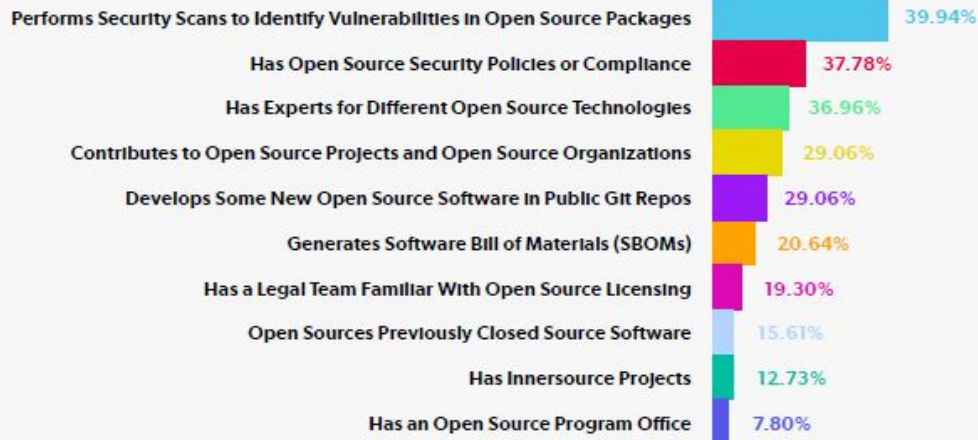 Performs Security Scans to Identify Vulnerabilities in Open Source Packages 39.94%
Has Open Source Security Policies or Compliance 37.78%
Has Experts for Different Open Source Technologies 36.96%
Contributes to Open Source Projects and Open Source Organizations 29.06%
Develops Some New Open Source Software in Public Git Repos 29.06%
Generates Software Bill of Materials (SBOMs) 20.64%
Has a Legal Team Familiar With Open Source Licensing 19.30%
Open Sources Previously Closed Source Software 15.61%
Has Innersource Projects 12.73%
Has an Open Source Program Office 7.80%